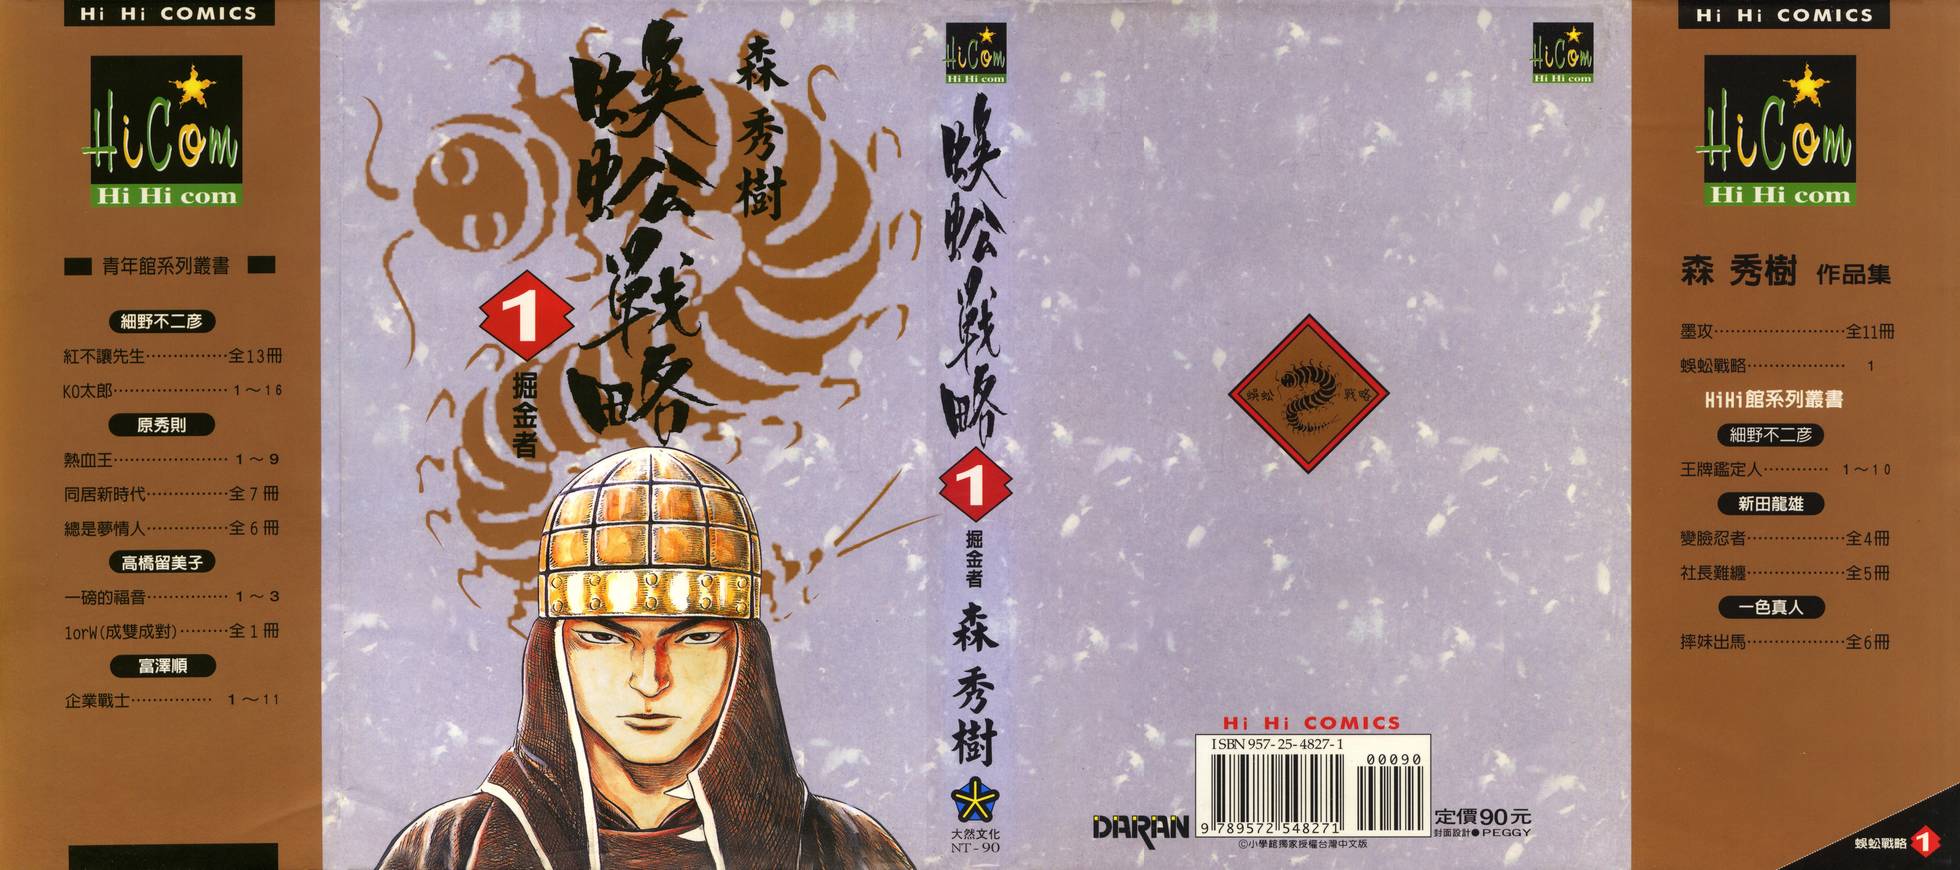 Hi Hi COMICS
HiCom
Hi Hi com
青年館系列叢書
細野不二彦
紅不讓先生··············全13冊
KO太郎···················· 1～16
原秀則
熱血王····················· 1～9
同居新時代··············全7冊
總是夢情人··············全6冊
高橋留美子
一磅的福音·············· 1～3
1orW(成雙成對)········全1冊
富澤順
企業戰士·············· 1～11
森秀樹
蜈蚣戰略
1
掘金者
HiCom
Hi Hi com
蜈蚣戰略
1
掘金者
森秀樹
大然文化
NT-90
HiCom
Hi Hi com
蜈蚣 戰略
Hi Hi COMICS
ISBN 957-25-4827-1
00090
9 789572 548271
DARAN
定價90元
封面設計●PEGGY
©小學館獨家授權台灣中文版
Hi Hi COMICS
HiCom
Hi Hi com
森 秀樹 作品集
墨攻·······················全11冊
蜈蚣戰略················· 1
HiHi館系列叢書
細野不二彦
王牌鑑定人··········· 1～10
新田龍雄
變臉忍者·················全4冊
社長難纏·················全5冊
一色真人
摔妹出馬·················全6冊
蜈蚣戰略 1